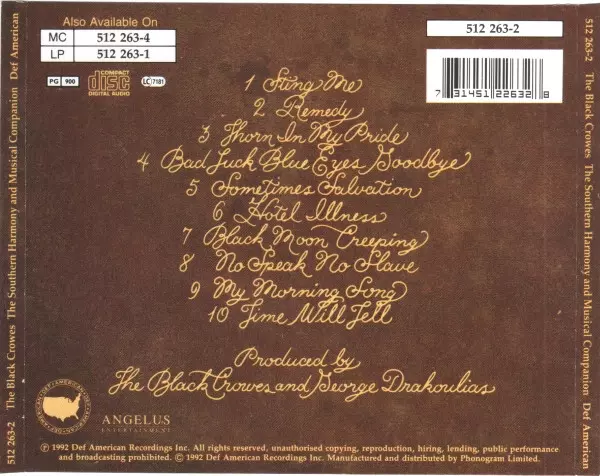 Also Available On
MC 512 263-4
LP 512 263-1
PG 900
COMPACT
disc
DIGITAL AUDIO
LC 7181
512 263-2
7 31451 22632 8
1 Sting Me
2 Remedy
3 Thorn In My Pride
4 Bad Luck Blue Eyes Goodbye
5 Sometimes Salvation
6 Hotel Illness
7 Black Moon Creeping
8 No Speak No Slave
9 My Morning Song
10 Time Will Tell
Produced by
The Black Crowes and George Drakoulias
DEF AMERICAN
ANGELUS
ENTERTAINMENT
℗ 1992 Def American Recordings Inc. All rights reserved, unauthorised copying, reproduction, hiring, lending, public performance
and broadcasting prohibited. © 1992 Def American Recordings Inc. Manufactured and distributed by Phonogram Limited.
512 263-2 The Black Crowes The Southern Harmony and Musical Companion Def American
512 263-2 The Black Crowes The Southern Harmony and Musical Companion Def American